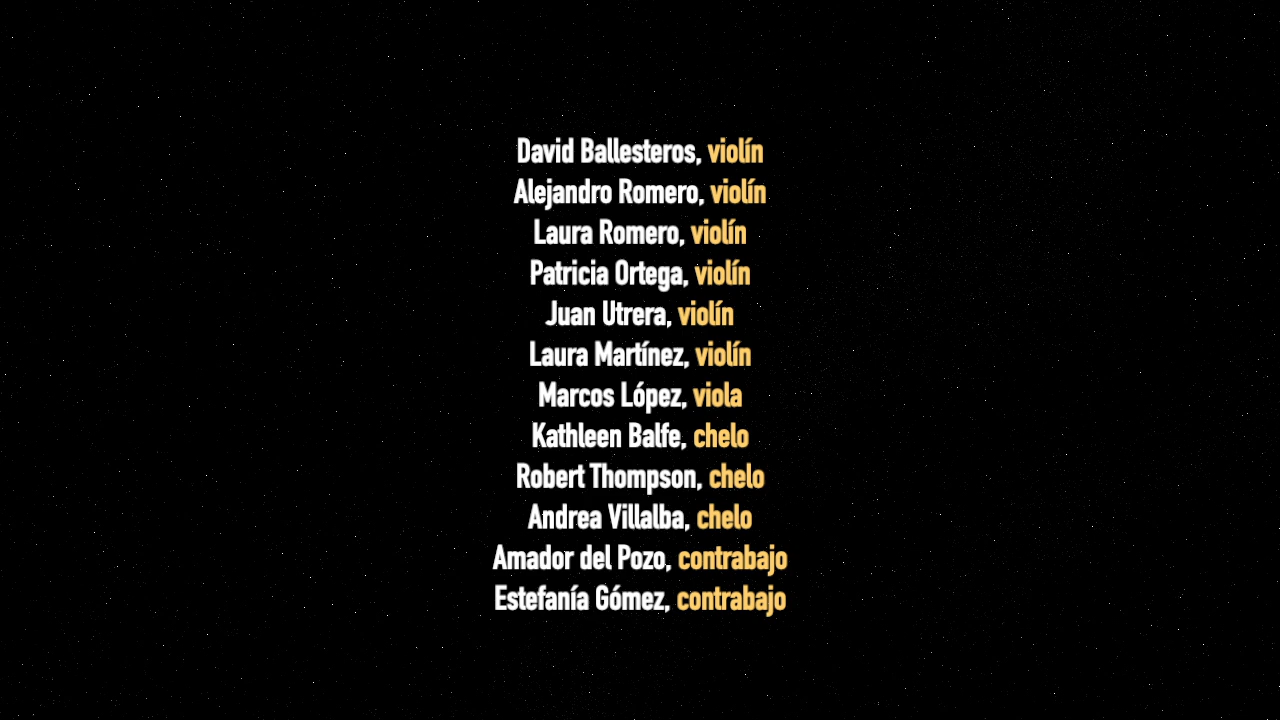 David Ballesteros, violín
Alejandro Romero, violín
Laura Romero, violín
Patricia Ortega, violín
Juan Utrera, violín
Laura Martínez, violín
Marcos López, viola
Kathleen Balfe, chelo
Robert Thompson, chelo
Andrea Villalba, chelo
Amador del Pozo, contrabajo
Estefanía Gómez, contrabajo